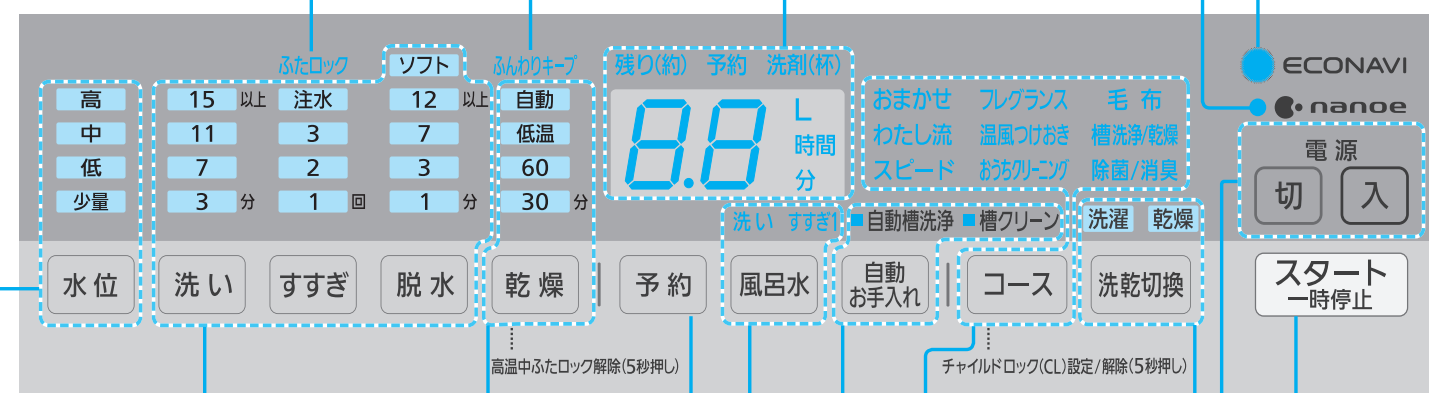 ECONAVI
nanoe
ふたロック
ソフト
ふんわりキープ
残り(約) 予約 洗剤(杯)
高
中
低
少量
15 以上
11
7
3 分
注水
3
2
1 回
12 以上
7
3
1 分
自動
低温
60
30 分
8.8
L
時間
分
おまかせ フレグランス 毛布
わたし流 温風つけおき 槽洗浄/乾燥
スピード おうちクリーニング 除菌/消臭
電源
切 入
洗い すすぎ1
自動槽洗浄 槽クリーン
洗濯 乾燥
水位 洗い すすぎ 脱水 乾燥 予約 風呂水
自動
お手入れ
コース 洗乾切換
スタート
一時停止
高温中ふたロック解除(5秒押し)
チャイルドロック(CL)設定/解除(5秒押し)